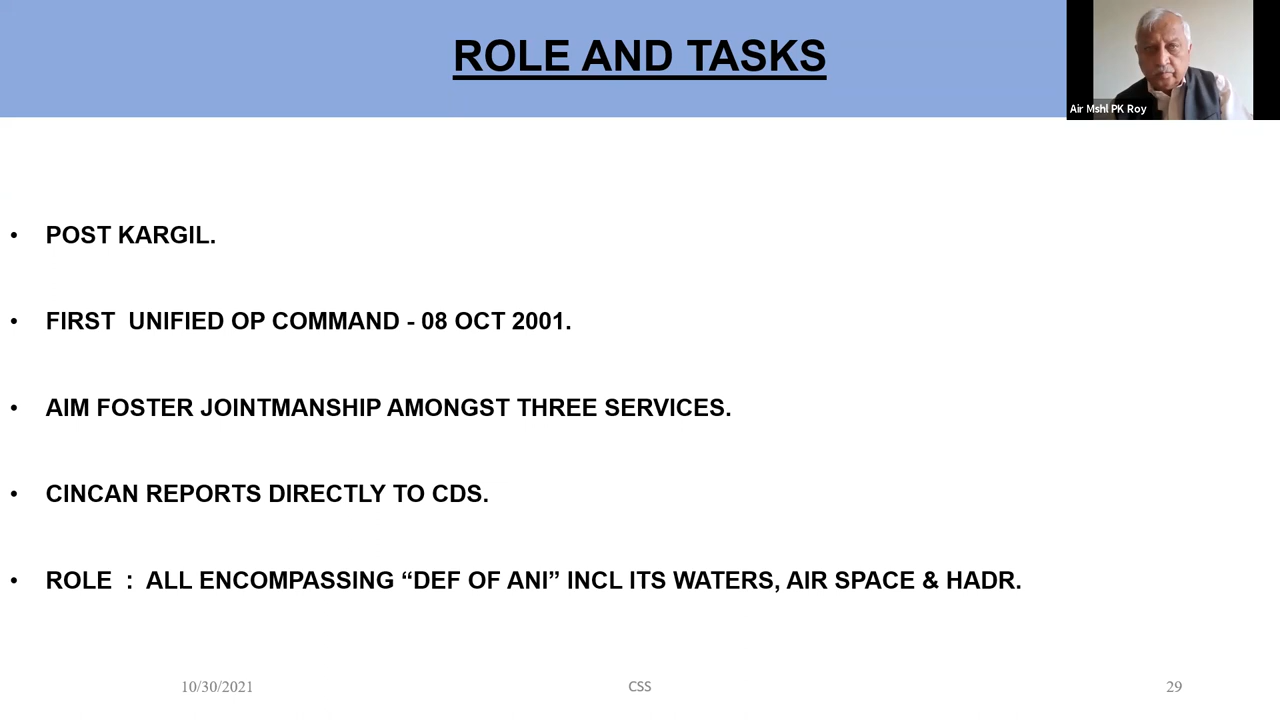 ROLE AND TASKS
Air Mshl PK Roy
• POST KARGIL.
• FIRST UNIFIED OP COMMAND - 08 OCT 2001.
• AIM FOSTER JOINTMANSHIP AMONGST THREE SERVICES.
• CINCAN REPORTS DIRECTLY TO CDS.
• ROLE : ALL ENCOMPASSING “DEF OF ANI” INCL ITS WATERS, AIR SPACE & HADR.
10/30/2021 CSS 29